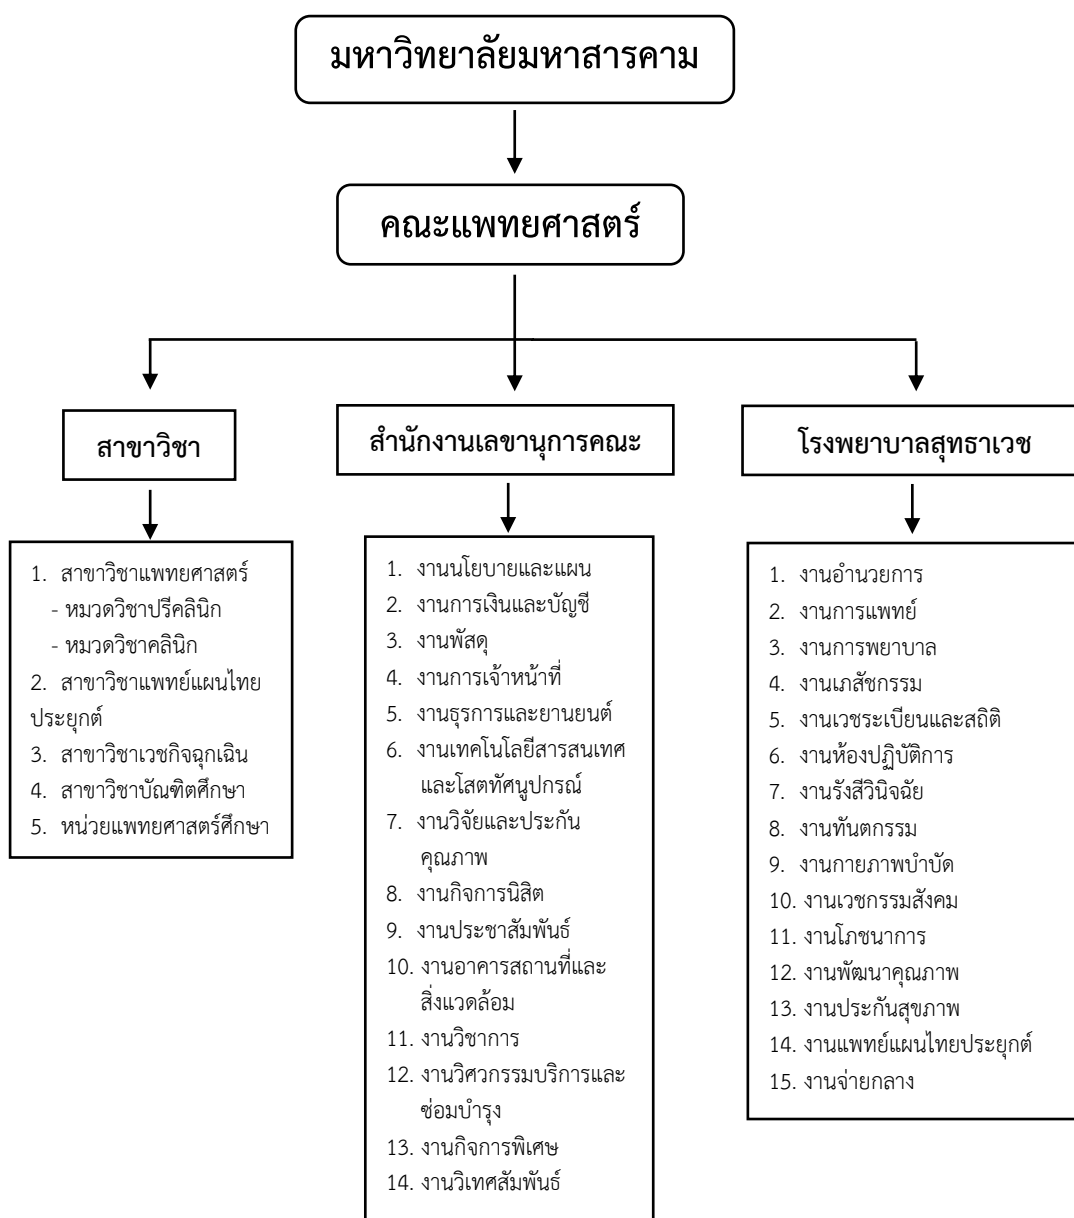 มหาวิทยาลัยมหาสารคาม
คณะแพทยศาสตร์
สาขาวิชา
1. สาขาวิชาแพทยศาสตร์
- หมวดวิชาปรีคลินิก
- หมวดวิชาคลินิก
2. สาขาวิชาแพทย์แผนไทย
ประยุกต์
3. สาขาวิชาเวชกิจฉุกเฉิน
4. สาขาวิชาบัณฑิตศึกษา
5. หน่วยแพทยศาสตร์ศึกษา
สำนักงานเลขานุการคณะ
1. งานนโยบายและแผน
2. งานการเงินและบัญชี
3. งานพัสดุ
4. งานการเจ้าหน้าที่
5. งานธุรการและยานยนต์
6. งานเทคโนโลยีสารสนเทศ
และโสตทัศนูปกรณ์
7. งานวิจัยและประกัน
คุณภาพ
8. งานกิจการนิสิต
9. งานประชาสัมพันธ์
10. งานอาคารสถานที่และ
สิ่งแวดล้อม
11. งานวิชาการ
12. งานวิศวกรรมบริการและ
ซ่อมบำรุง
13. งานกิจการพิเศษ
14. งานวิเทศสัมพันธ์
โรงพยาบาลสุทธาเวช
1. งานอำนวยการ
2. งานการแพทย์
3. งานการพยาบาล
4. งานเภสัชกรรม
5. งานเวชระเบียนและสถิติ
6. งานห้องปฏิบัติการ
7. งานรังสีวินิจฉัย
8. งานทันตกรรม
9. งานกายภาพบำบัด
10. งานเวชกรรมสังคม
11. งานโภชนาการ
12. งานพัฒนาคุณภาพ
13. งานประกันสุขภาพ
14. งานแพทย์แผนไทยประยุกต์
15. งานจ่ายกลาง